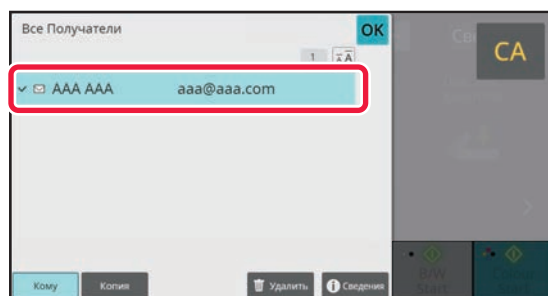 Все Получатели
OK
CA
1
AAA AAA aaa@aaa.com
Кому
Копия
Удалить
Сведения
B/W
Start
Colour
Start